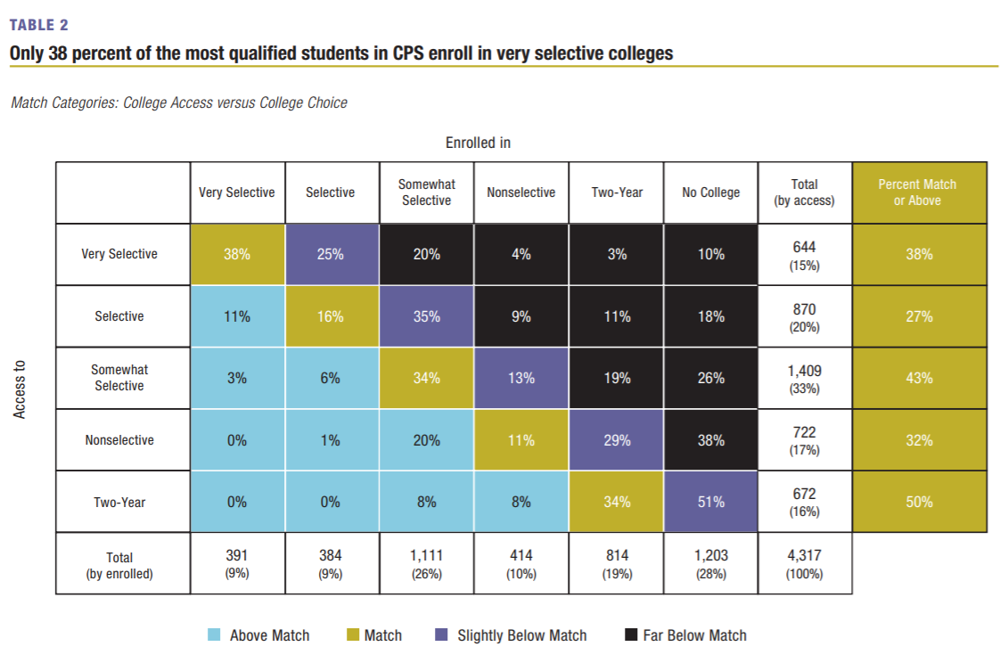 TABLE 2
Only 38 percent of the most qualified students in CPS enroll in very selective colleges
Match Categories: College Access versus College Choice
Enrolled in
Very Selective Selective Somewhat Selective Nonselective Two-Year No College Total (by access) Percent Match or Above
Access to
Very Selective 38% 25% 20% 4% 3% 10% 644 (15%) 38%
Selective 11% 16% 35% 9% 11% 18% 870 (20%) 27%
Somewhat Selective 3% 6% 34% 13% 19% 26% 1,409 (33%) 43%
Nonselective 0% 1% 20% 11% 29% 38% 722 (17%) 32%
Two-Year 0% 0% 8% 8% 34% 51% 672 (16%) 50%
Total (by enrolled) 391 (9%) 384 (9%) 1,111 (26%) 414 (10%) 814 (19%) 1,203 (28%) 4,317 (100%)
Above Match Match Slightly Below Match Far Below Match